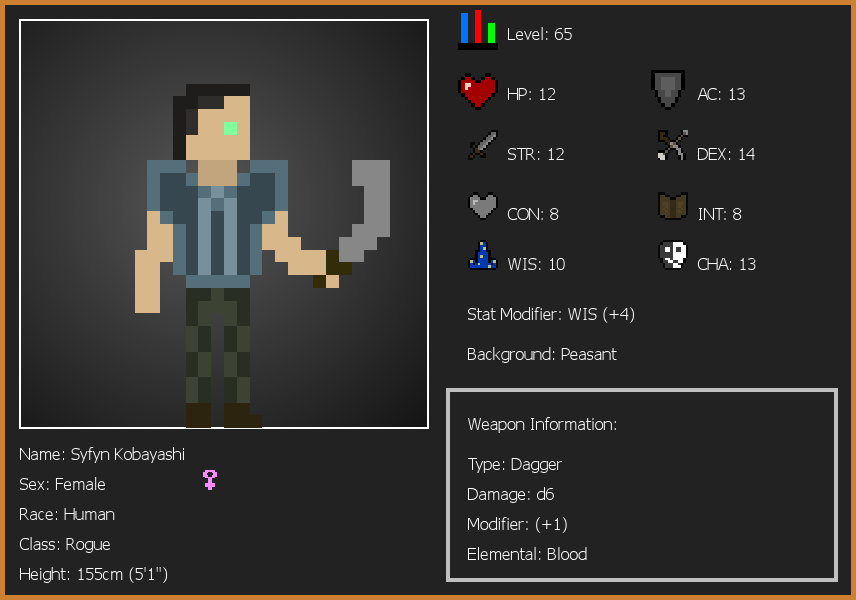 Level: 65
HP: 12
AC: 13
STR: 12
DEX: 14
CON: 8
INT: 8
WIS: 10
CHA: 13
Stat Modifier: WIS (+4)
Background: Peasant
Weapon Information:
Type: Dagger
Damage: d6
Modifier: (+1)
Elemental: Blood
Name: Syfyn Kobayashi
Sex: Female
Race: Human
Class: Rogue
Height: 155cm (5'1")